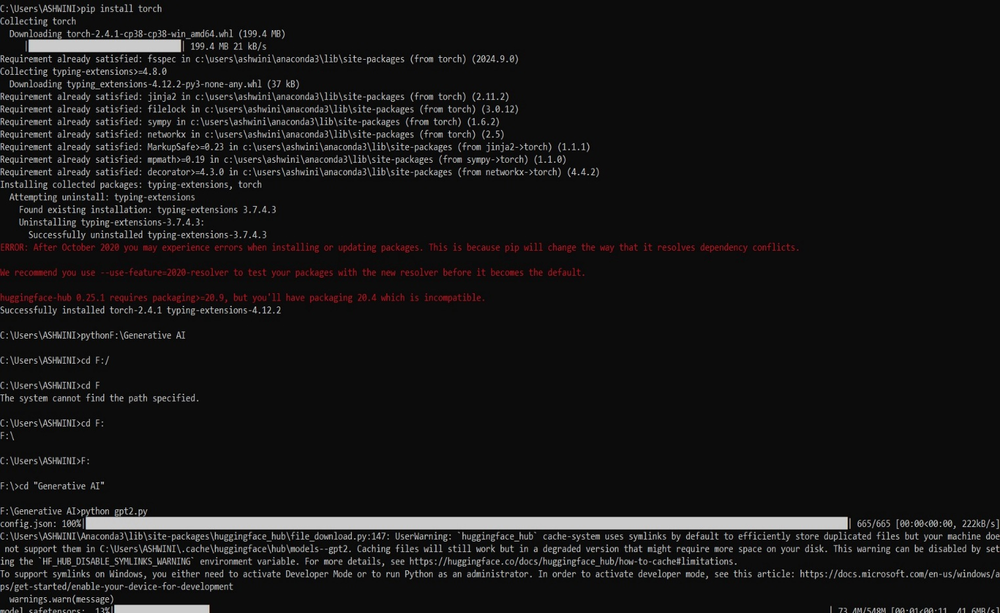 C:\Users\ASHWINI>pip install torch
Collecting torch
  Downloading torch-2.4.1-cp38-cp38-win_amd64.whl (199.4 MB)
     |                                | 199.4 MB 21 kB/s
Requirement already satisfied: fsspec in c:\users\ashwini\anaconda3\lib\site-packages (from torch) (2024.9.0)
Collecting typing-extensions>=4.8.0
  Downloading typing_extensions-4.12.2-py3-none-any.whl (37 kB)
Requirement already satisfied: jinja2 in c:\users\ashwini\anaconda3\lib\site-packages (from torch) (2.11.2)
Requirement already satisfied: filelock in c:\users\ashwini\anaconda3\lib\site-packages (from torch) (3.0.12)
Requirement already satisfied: sympy in c:\users\ashwini\anaconda3\lib\site-packages (from torch) (1.6.2)
Requirement already satisfied: networkx in c:\users\ashwini\anaconda3\lib\site-packages (from torch) (2.5)
Requirement already satisfied: MarkupSafe>=0.23 in c:\users\ashwini\anaconda3\lib\site-packages (from jinja2->torch) (1.1.1)
Requirement already satisfied: mpmath>=0.19 in c:\users\ashwini\anaconda3\lib\site-packages (from sympy->torch) (1.1.0)
Requirement already satisfied: decorator>=4.3.0 in c:\users\ashwini\anaconda3\lib\site-packages (from networkx->torch) (4.4.2)
Installing collected packages: typing-extensions, torch
  Attempting uninstall: typing-extensions
    Found existing installation: typing-extensions 3.7.4.3
    Uninstalling typing-extensions-3.7.4.3:
      Successfully uninstalled typing-extensions-3.7.4.3
ERROR: After October 2020 you may experience errors when installing or updating packages. This is because pip will change the way that it resolves dependency conflicts.
We recommend you use --use-feature=2020-resolver to test your packages with the new resolver before it becomes the default.
huggingface-hub 0.25.1 requires packaging>=20.9, but you'll have packaging 20.4 which is incompatible.
Successfully installed torch-2.4.1 typing-extensions-4.12.2
C:\Users\ASHWINI>pythonF:\Generative AI
C:\Users\ASHWINI>cd F:/
C:\Users\ASHWINI>cd F
The system cannot find the path specified.
C:\Users\ASHWINI>cd F:
F:\
C:\Users\ASHWINI>F:
F:\>cd "Generative AI"
F:\Generative AI>python gpt2.py
config.json: 100%| | 665/665 [00:00<00:00, 222kB/s]
C:\Users\ASHWINI\Anaconda3\lib\site-packages\huggingface_hub\file_download.py:147: UserWarning: `huggingface_hub` cache-system uses symlinks by default to efficiently store duplicated files but your machine doe
 not support them in C:\Users\ASHWINI\.cache\huggingface\hub\models--gpt2. Caching files will still work but in a degraded version that might require more space on your disk. This warning can be disabled by set
ing the `HF_HUB_DISABLE_SYMLINKS_WARNING` environment variable. For more details, see https://huggingface.co/docs/huggingface_hub/how-to-cache#limitations.
To support symlinks on Windows, you either need to activate Developer Mode or to run Python as an administrator. In order to activate developer mode, see this article: https://docs.microsoft.com/en-us/windows/a
ps/get-started/enable-your-device-for-development
  warnings.warn(message)
model.safetensors:  13%| | 73.4M/548M [00:01<00:11, 41.6MB/s]